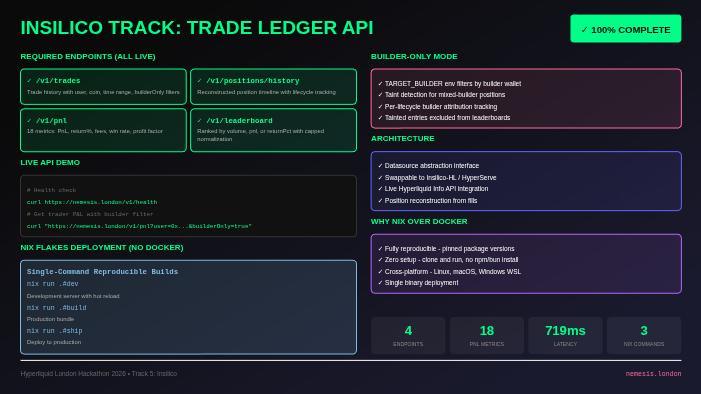 INSILICO TRACK: TRADE LEDGER API
✓ 100% COMPLETE
REQUIRED ENDPOINTS (ALL LIVE)
✓ /v1/trades
Trade history with user, coin, time range, builderOnly filters
✓ /v1/positions/history
Reconstructed position timeline with lifecycle tracking
✓ /v1/pnl
18 metrics: PnL, return%, fees, win rate, profit factor
✓ /v1/leaderboard
Ranked by volume, pnl, or returnPct with capped
normalization
LIVE API DEMO
# Health check
curl https://nemesis.london/v1/health
# Get trader P&L with builder filter
curl "https://nemesis.london/v1/pnl?user=0x...&builderOnly=true"
NIX FLAKES DEPLOYMENT (NO DOCKER)
Single-Command Reproducible Builds
nix run .#dev
Development server with hot reload
nix run .#build
Production bundle
nix run .#ship
Deploy to production
BUILDER-ONLY MODE
✓ TARGET_BUILDER env filters by builder wallet
✓ Taint detection for mixed-builder positions
✓ Per-lifecycle builder attribution tracking
✓ Tainted entries excluded from leaderboards
ARCHITECTURE
✓ Datasource abstraction interface
✓ Swappable to Insilico-HL / HyperServe
✓ Live Hyperliquid Info API integration
✓ Position reconstruction from fills
WHY NIX OVER DOCKER
✓ Fully reproducible - pinned package versions
✓ Zero setup - clone and run, no npm/bun install
✓ Cross-platform - Linux, macOS, Windows WSL
✓ Single binary deployment
4
ENDPOINTS
18
PNL METRICS
719ms
LATENCY
3
NIX COMMANDS
Hyperliquid London Hackathon 2026 • Track 5: Insilico
nemesis.london